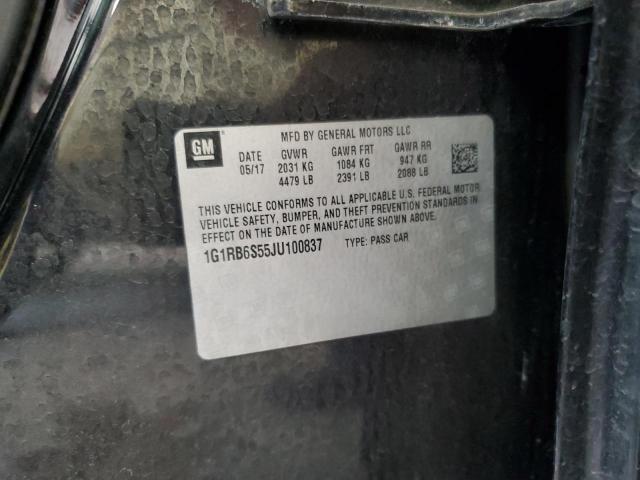 GM
MFD BY GENERAL MOTORS LLC
DATE GVWR GAWR FRT GAWR RR
05/17 2031 KG 1084 KG 947 KG
4479 LB 2391 LB 2088 LB
THIS VEHICLE CONFORMS TO ALL APPLICABLE U.S. FEDERAL MOTOR
VEHICLE SAFETY, BUMPER, AND THEFT PREVENTION STANDARDS IN
EFFECT ON THE DATE OF MANUFACTURE SHOWN ABOVE.
1G1RB6S55JU100837 TYPE: PASS CAR